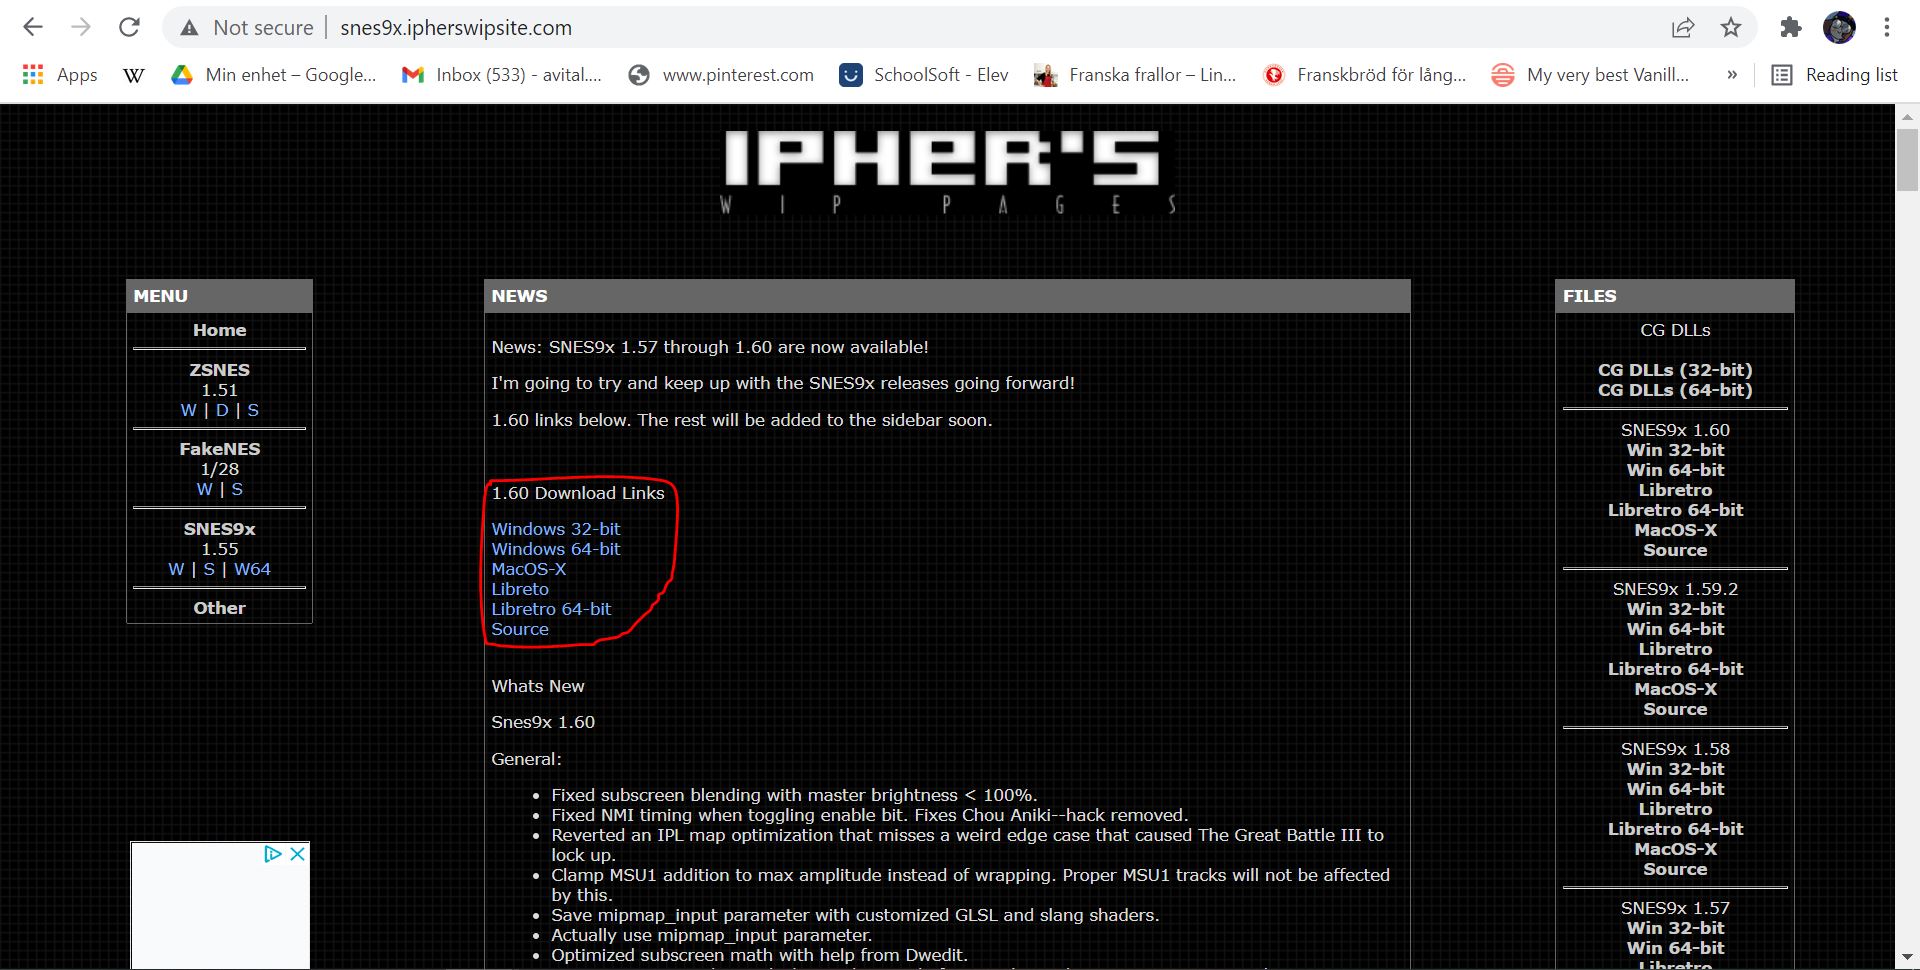 Not secure | snes9x.ipherswipsite.com
Apps W Min enhet – Google... Inbox (533) - avital.... www.pinterest.com SchoolSoft - Elev Franska frallor – Lin... Franskbröd för lång... My very best Vanill... » Reading list
IPHER'S
WIP PAGES
MENU
Home
ZSNES
1.51
W | D | S
FakeNES
1/28
W | S
SNES9x
1.55
W | S | W64
Other
NEWS
News: SNES9x 1.57 through 1.60 are now available!
I'm going to try and keep up with the SNES9x releases going forward!
1.60 links below. The rest will be added to the sidebar soon.
1.60 Download Links
Windows 32-bit
Windows 64-bit
MacOS-X
Libreto
Libretro 64-bit
Source
Whats New
Snes9x 1.60
General:
• Fixed subscreen blending with master brightness < 100%.
• Fixed NMI timing when toggling enable bit. Fixes Chou Aniki--hack removed.
• Reverted an IPL map optimization that misses a weird edge case that caused The Great Battle III to
lock up.
• Clamp MSU1 addition to max amplitude instead of wrapping. Proper MSU1 tracks will not be affected
by this.
• Save mipmap_input parameter with customized GLSL and slang shaders.
• Actually use mipmap_input parameter.
• Optimized subscreen math with help from Dwedit.
FILES
CG DLLs
CG DLLs (32-bit)
CG DLLs (64-bit)
SNES9x 1.60
Win 32-bit
Win 64-bit
Libretro
Libretro 64-bit
MacOS-X
Source
SNES9x 1.59.2
Win 32-bit
Win 64-bit
Libretro
Libretro 64-bit
MacOS-X
Source
SNES9x 1.58
Win 32-bit
Win 64-bit
Libretro
Libretro 64-bit
MacOS-X
Source
SNES9x 1.57
Win 32-bit
Win 64-bit
Libretro